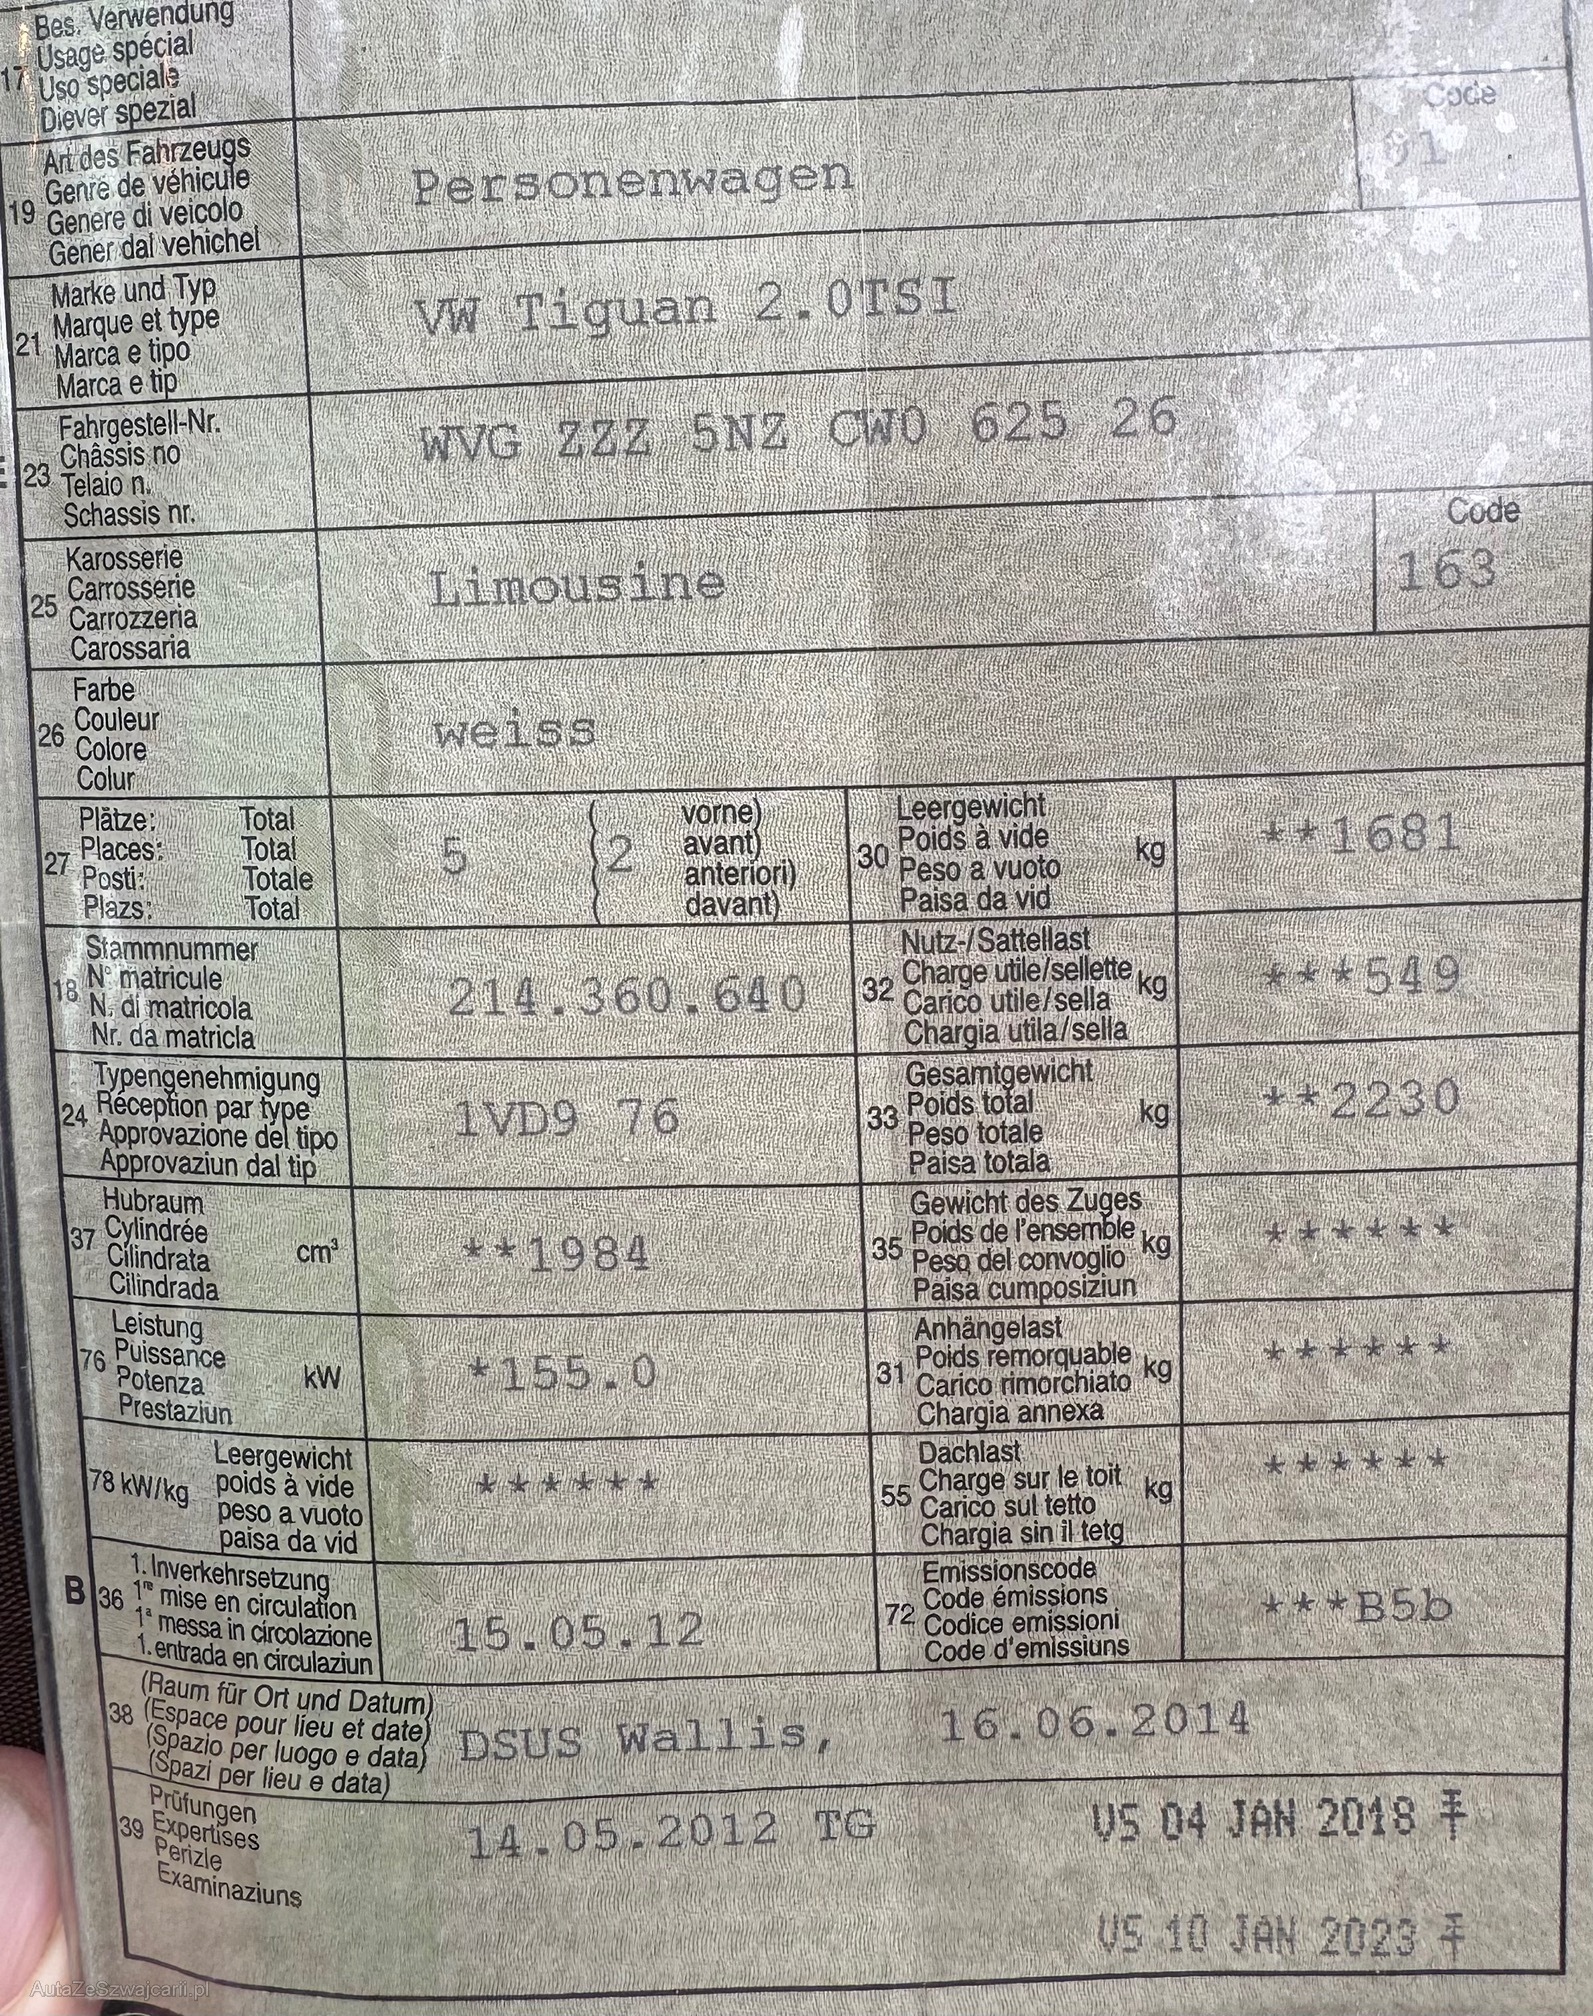 17 Bes. Verwendung
Usage spécial
Uso speciale
Diever spezial
Code
19 Art des Fahrzeugs
Genre de véhicule
Genere di veicolo
Gener dal vehichel
Personenwagen
01
21 Marke und Typ
Marque et type
Marca e tipo
Marca e tip
VW Tiguan 2.0TSI
23 Fahrgestell-Nr.
Châssis no
Telaio n.
Schassis nr.
WVG ZZZ 5NZ CW0 625 26
25 Karosserie
Carrosserie
Carrozzeria
Carossaria
Limousine
Code
163
26 Farbe
Couleur
Colore
Colur
weiss
27 Plätze: Total
Places: Total
Posti: Totale
Plazs: Total
5 ( 2 vorne)
avant)
anteriori)
davant)
30 Leergewicht
Poids à vide kg
Peso a vuoto
Paisa da vid
**1681
18 Stammnummer
N° matricule
N. di matricola
Nr. da matricla
214.360.640
32 Nutz-/Sattellast
Charge utile/sellette kg
Carico utile/sella
Chargia utila/sella
***549
24 Typengenehmigung
Réception par type
Approvazione del tipo
Approvaziun dal tip
1VD9 76
33 Gesamtgewicht
Poids total kg
Peso totale
Paisa totala
**2230
37 Hubraum
Cylindrée cm³
Cilindrata
Cilindrada
**1984
35 Gewicht des Zuges
Poids de l'ensemble kg
Peso del convoglio
Paisa cumposiziun
******
76 Leistung
Puissance kW
Potenza
Prestaziun
*155.0
31 Anhängelast
Poids remorquable kg
Carico rimorchiato
Chargia annexa
******
78 kW/kg Leergewicht
poids à vide
peso a vuoto
paisa da vid
******
55 Dachlast
Charge sur le toit kg
Carico sul tetto
Chargia sin il tetg
******
B 36 1. Inverkehrsetzung
1re mise en circulation
1a messa in circolazione
1. entrada en circulaziun
15.05.12
72 Emissionscode
Code émissions
Codice emissioni
Code d'emissiuns
***B5b
38 (Raum für Ort und Datum)
(Espace pour lieu et date)
(Spazio per luogo e data)
(Spazi per lieu e data)
DSUS Wallis, 16.06.2014
39 Prüfungen
Expertises
Perizie
Examinaziuns
14.05.2012 TG
VS 04 JAN 2018
VS 10 JAN 2023
AutaZeSzwajcarii.pl